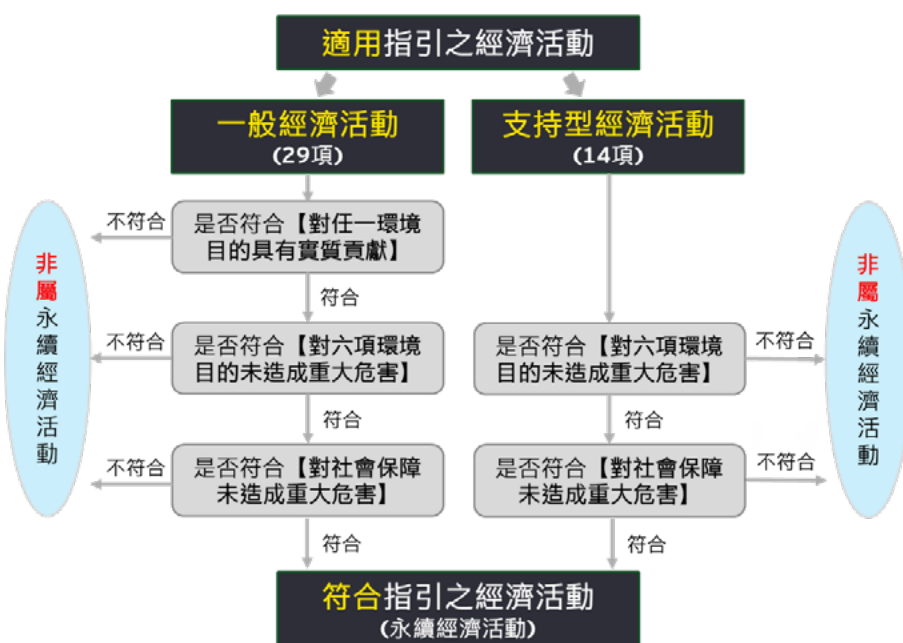 適用指引之經濟活動
一般經濟活動
(29項)
支持型經濟活動
(14項)
不符合
是否符合【對任一環境
目的具有實質貢獻】
符合
不符合
是否符合【對六項環境
目的未造成重大危害】
是否符合【對六項環境
目的未造成重大危害】
不符合
符合
符合
不符合
是否符合【對社會保障
未造成重大危害】
是否符合【對社會保障
未造成重大危害】
不符合
符合
符合
非屬永續經濟活動
非屬永續經濟活動
符合指引之經濟活動
(永續經濟活動)